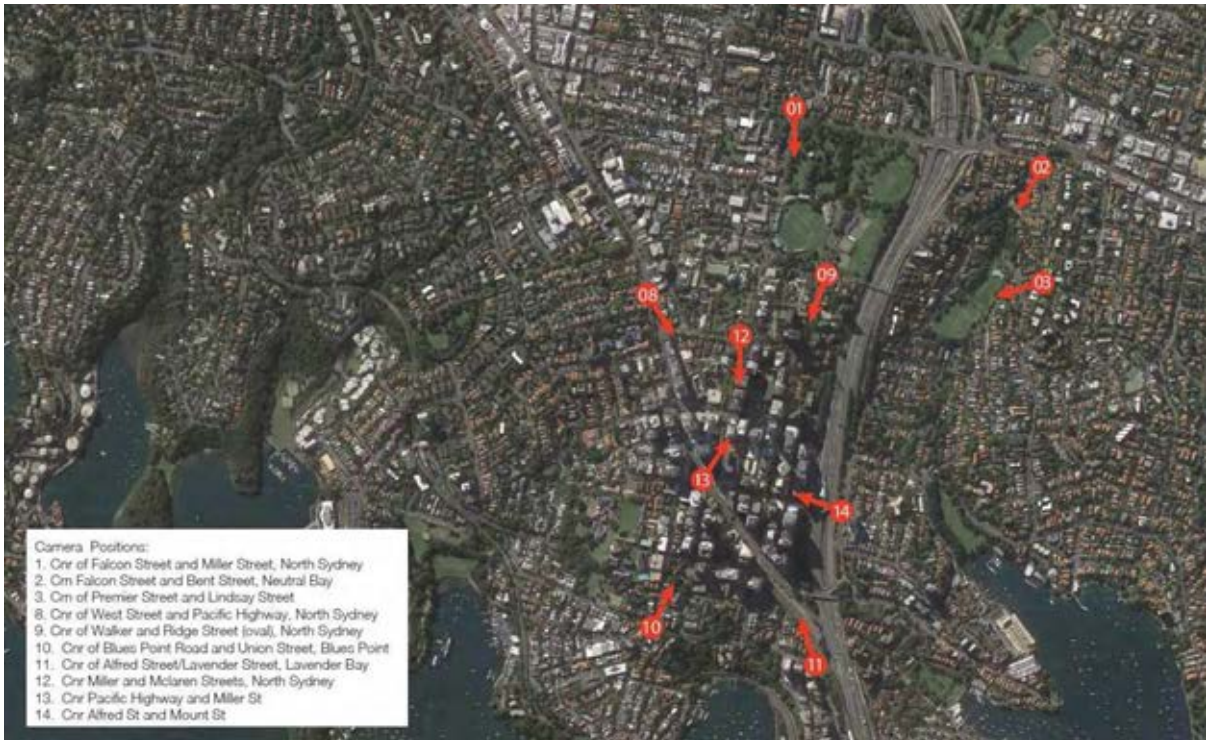 01
02
09
03
08
12
13
14
10
11
Camera Positions:
1. Cnr of Falcon Street and Miller Street, North Sydney
2. Crn Falcon Street and Bent Street, Neutral Bay
3. Crn of Premier Street and Lindsay Street
8. Cnr of West Street and Pacific Highway, North Sydney
9. Cnr of Walker and Ridge Street (oval), North Sydney
10. Cnr of Blues Point Road and Union Street, Blues Point
11. Cnr of Alfred Street/Lavender Street, Lavender Bay
12. Cnr Miller and Mclaren Streets, North Sydney
13. Cnr Pacific Highway and Miller St
14. Cnr Alfred St and Mount St